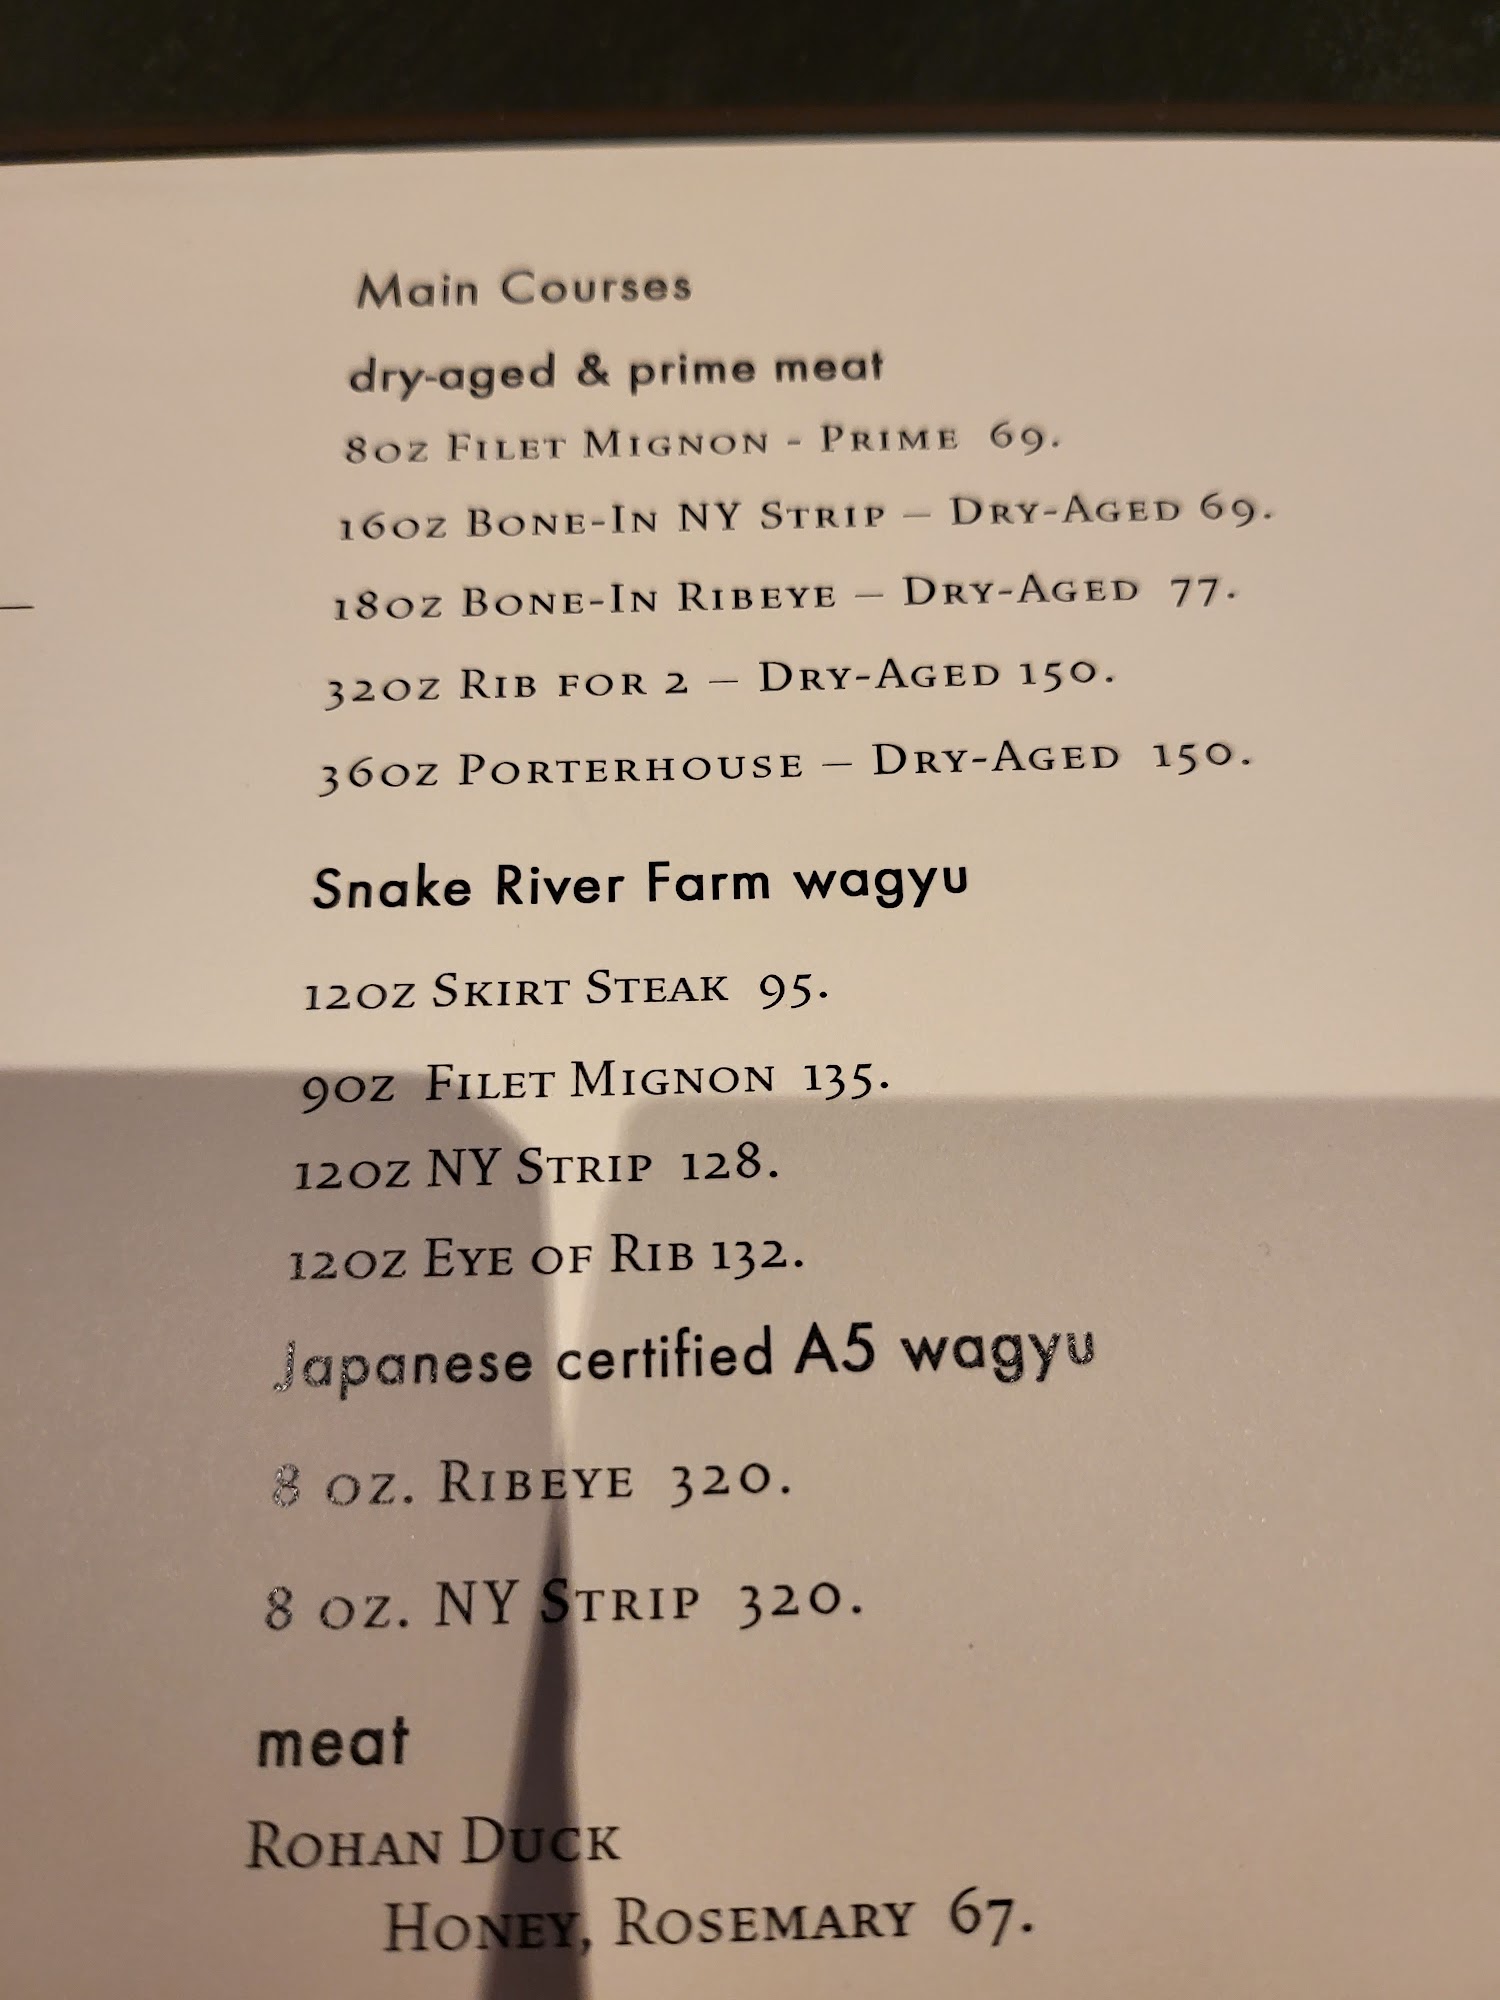 Main Courses
dry-aged & prime meat
8oz Filet Mignon - Prime 69.
16oz Bone-In NY Strip – Dry-Aged 69.
18oz Bone-In Ribeye – Dry-Aged 77.
32oz Rib for 2 – Dry-Aged 150.
36oz Porterhouse – Dry-Aged 150.
Snake River Farm wagyu
12oz Skirt Steak 95.
9oz Filet Mignon 135.
12oz NY Strip 128.
12oz Eye of Rib 132.
Japanese certified A5 wagyu
8 oz. Ribeye 320.
8 oz. NY Strip 320.
meat
Rohan Duck
Honey, Rosemary 67.